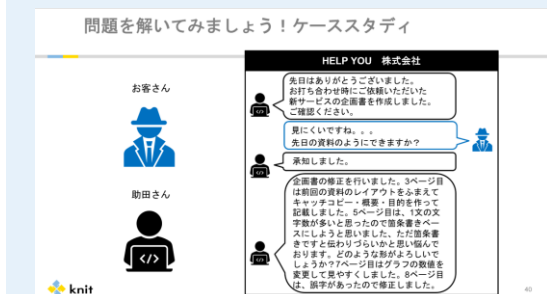 問題を解いてみましょう！ケーススタディ
HELP YOU　株式会社
お客さん
先日はありがとうございました。
お打ち合わせ時にご依頼いただいた
新サービスの企画書を作成しました。
ご確認ください。
見にくいですね。。。
先日の資料のようにできますか？
承知しました。
助田さん
企画書の修正を行いました。3ページ目
は前回の資料のレイアウトをふまえて
キャッチコピー・概要・目的を作って
記載しました。5ページ目は、1文の文
字数が多いと思ったので箇条書きベー
スにしようと思いました、ただ箇条書
きですと伝わりづらいかと思い悩んで
おります。どのような形がよろしいで
しょうか？7ページ目はグラフの数値を
変更して見やすくしました。8ページ目
は、誤字があったので修正しました。
knit
40